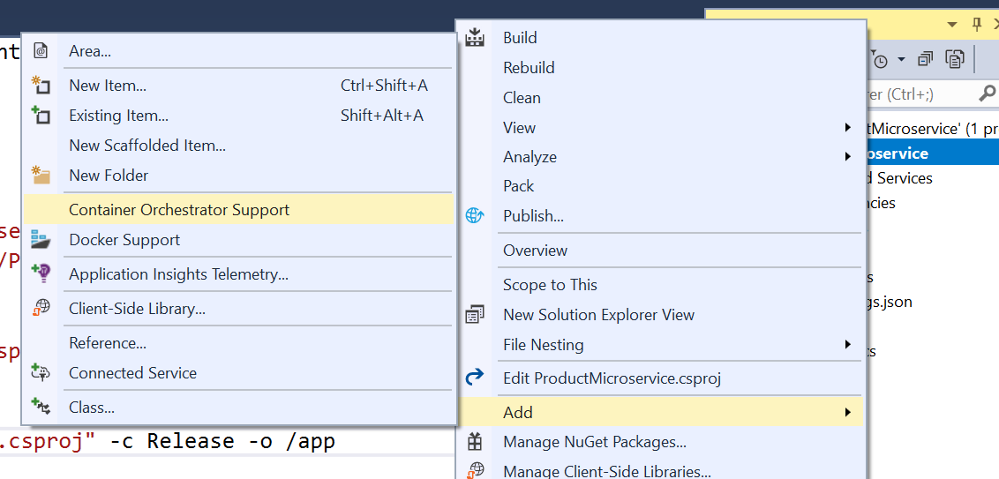 nt
se
/P
sp
.csproj" -c Release -o /app
Area...
New Item... Ctrl+Shift+A
Existing Item... Shift+Alt+A
New Scaffolded Item...
New Folder
Container Orchestrator Support
Docker Support
Application Insights Telemetry...
Client-Side Library...
Reference...
Connected Service
Class...
Build
Rebuild
Clean
View
Analyze
Pack
Publish...
Overview
Scope to This
New Solution Explorer View
File Nesting
Edit ProductMicroservice.csproj
Add
Manage NuGet Packages...
Manage Client-Side Libraries...
rer (Ctrl+;)
tMicroservice' (1 pr
oservice
d Services
ncies
s
gs.json
cs